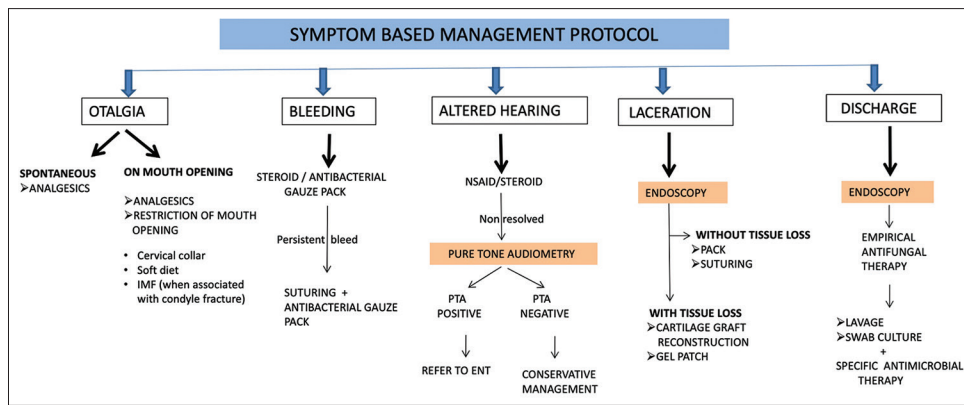 SYMPTOM BASED MANAGEMENT PROTOCOL
OTALGIA
SPONTANEOUS
➢ANALGESICS
ON MOUTH OPENING
➢ANALGESICS
➢RESTRICTION OF MOUTH
OPENING
• Cervical collar
• Soft diet
• IMF (when associated
with condyle fracture)
BLEEDING
STEROID / ANTIBACTERIAL
GAUZE PACK
Persistent bleed
SUTURING +
ANTIBACTERIAL GAUZE
PACK
ALTERED HEARING
NSAID/STEROID
Non resolved
PURE TONE AUDIOMETRY
PTA
POSITIVE
REFER TO ENT
PTA
NEGATIVE
CONSERVATIVE
MANAGEMENT
LACERATION
ENDOSCOPY
WITHOUT TISSUE LOSS
➢PACK
➢SUTURING
WITH TISSUE LOSS
➢CARTILAGE GRAFT
RECONSTRUCTION
➢GEL PATCH
DISCHARGE
ENDOSCOPY
EMPIRICAL
ANTIFUNGAL
THERAPY
➢LAVAGE
➢SWAB CULTURE
+
SPECIFIC ANTIMICROBIAL
THERAPY